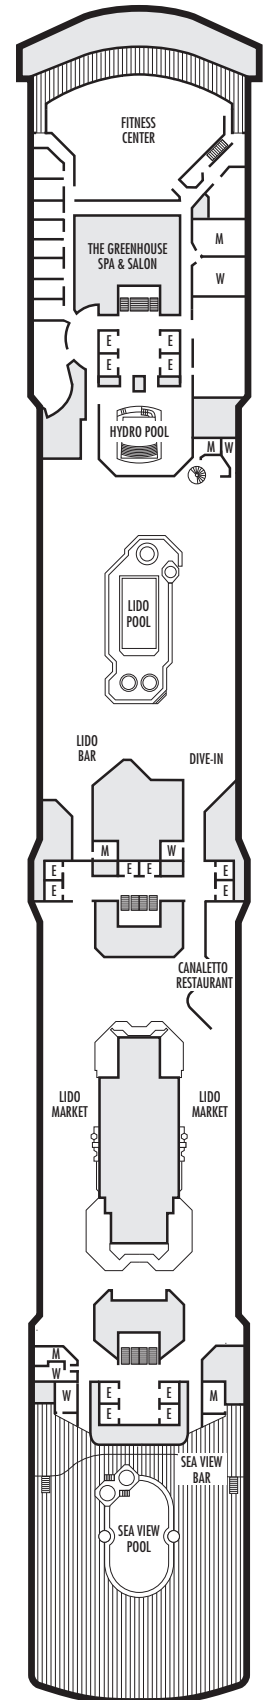 FITNESS
CENTER
M
THE GREENHOUSE
SPA & SALON
W
E E
E E
HYDRO POOL
M W
LIDO
POOL
LIDO
BAR
DIVE-IN
M W
E E E E
E E
CANALETTO
RESTAURANT
LIDO
MARKET
LIDO
MARKET
M
W
W E E M
E E
SEA VIEW
BAR
SEA VIEW
POOL